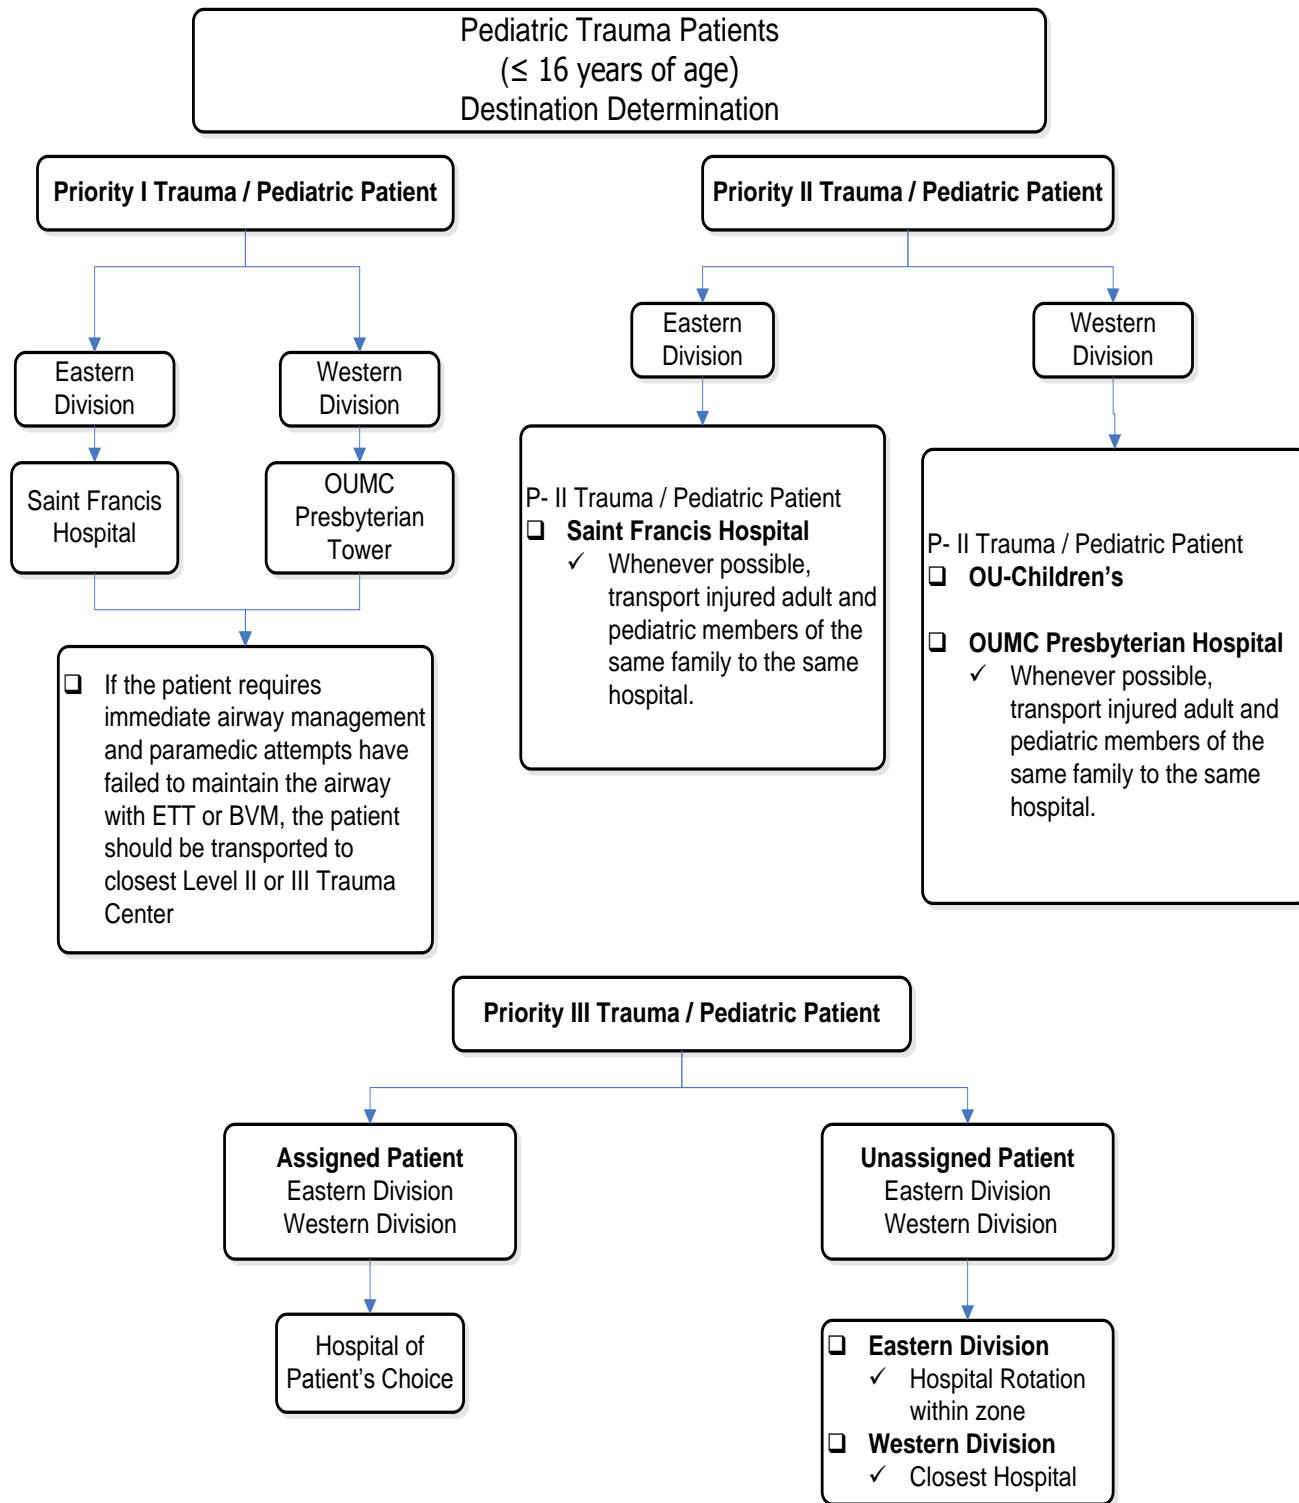 Pediatric Trauma Patients
(≤ 16 years of age)
Destination Determination
Priority I Trauma / Pediatric Patient
Priority II Trauma / Pediatric Patient
Eastern
Division
Western
Division
Eastern
Division
Western
Division
Saint Francis
Hospital
OUMC
Presbyterian
Tower
❑ If the patient requires
immediate airway management
and paramedic attempts have
failed to maintain the airway
with ETT or BVM, the patient
should be transported to
closest Level II or III Trauma
Center
P- II Trauma / Pediatric Patient
❑ Saint Francis Hospital
✓ Whenever possible,
transport injured adult and
pediatric members of the
same family to the same
hospital.
P- II Trauma / Pediatric Patient
❑ OU-Children's
❑ OUMC Presbyterian Hospital
✓ Whenever possible,
transport injured adult and
pediatric members of the
same family to the same
hospital.
Priority III Trauma / Pediatric Patient
Assigned Patient
Eastern Division
Western Division
Unassigned Patient
Eastern Division
Western Division
Hospital of
Patient's Choice
❑ Eastern Division
✓ Hospital Rotation
within zone
❑ Western Division
✓ Closest Hospital